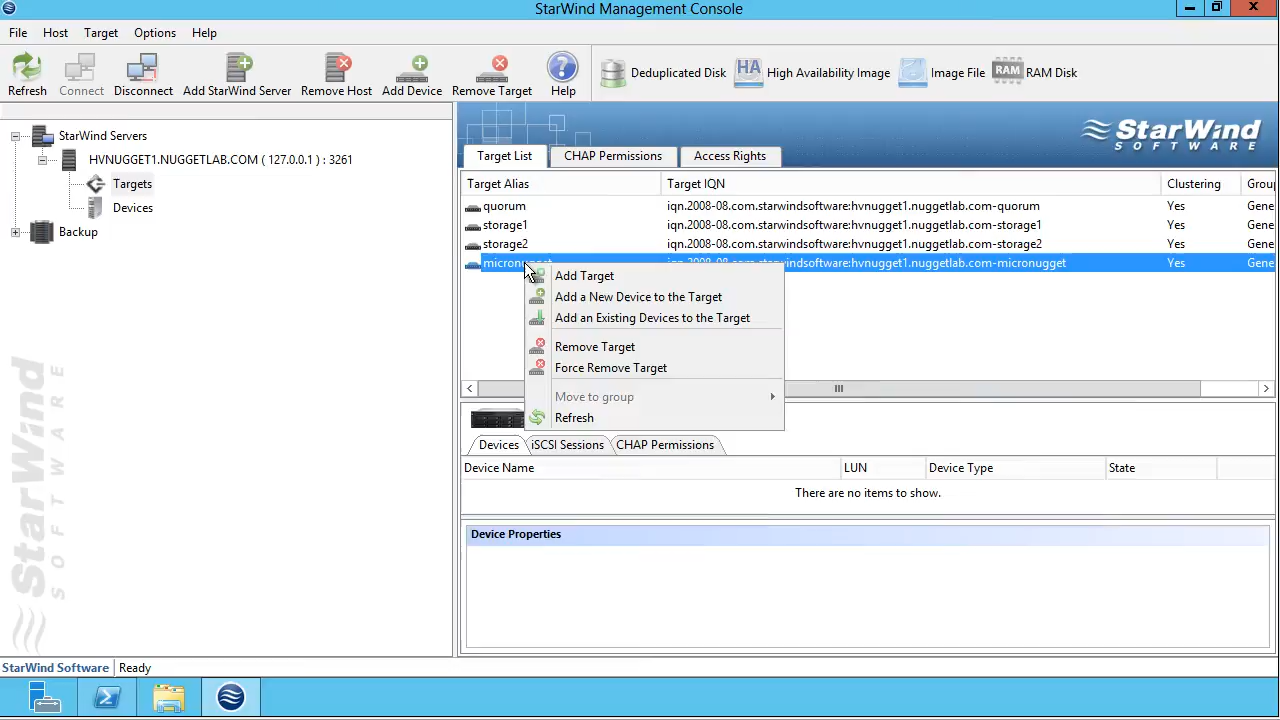 StarWind Management Console
File Host Target Options Help
Refresh Connect Disconnect Add StarWind Server Remove Host Add Device Remove Target Help Deduplicated Disk HA High Availability Image Image File RAM RAM Disk
StarWind Servers
HVNUGGET1.NUGGETLAB.COM ( 127.0.0.1 ) : 3261
Targets
Devices
Backup
StarWind
SOFTWARE
StarWind
SOFTWARE
Target List CHAP Permissions Access Rights
Target Alias Target IQN Clustering Group
quorum iqn.2008-08.com.starwindsoftware:hvnugget1.nuggetlab.com-quorum Yes Gene
storage1 iqn.2008-08.com.starwindsoftware:hvnugget1.nuggetlab.com-storage1 Yes Gene
storage2 iqn.2008-08.com.starwindsoftware:hvnugget1.nuggetlab.com-storage2 Yes Gene
micronugget iqn.2008-08.com.starwindsoftware:hvnugget1.nuggetlab.com-micronugget Yes Gene
Add Target
Add a New Device to the Target
Add an Existing Devices to the Target
Remove Target
Force Remove Target
Move to group
Refresh
Devices iSCSI Sessions CHAP Permissions
Device Name LUN Device Type State
There are no items to show.
Device Properties
StarWind Software Ready